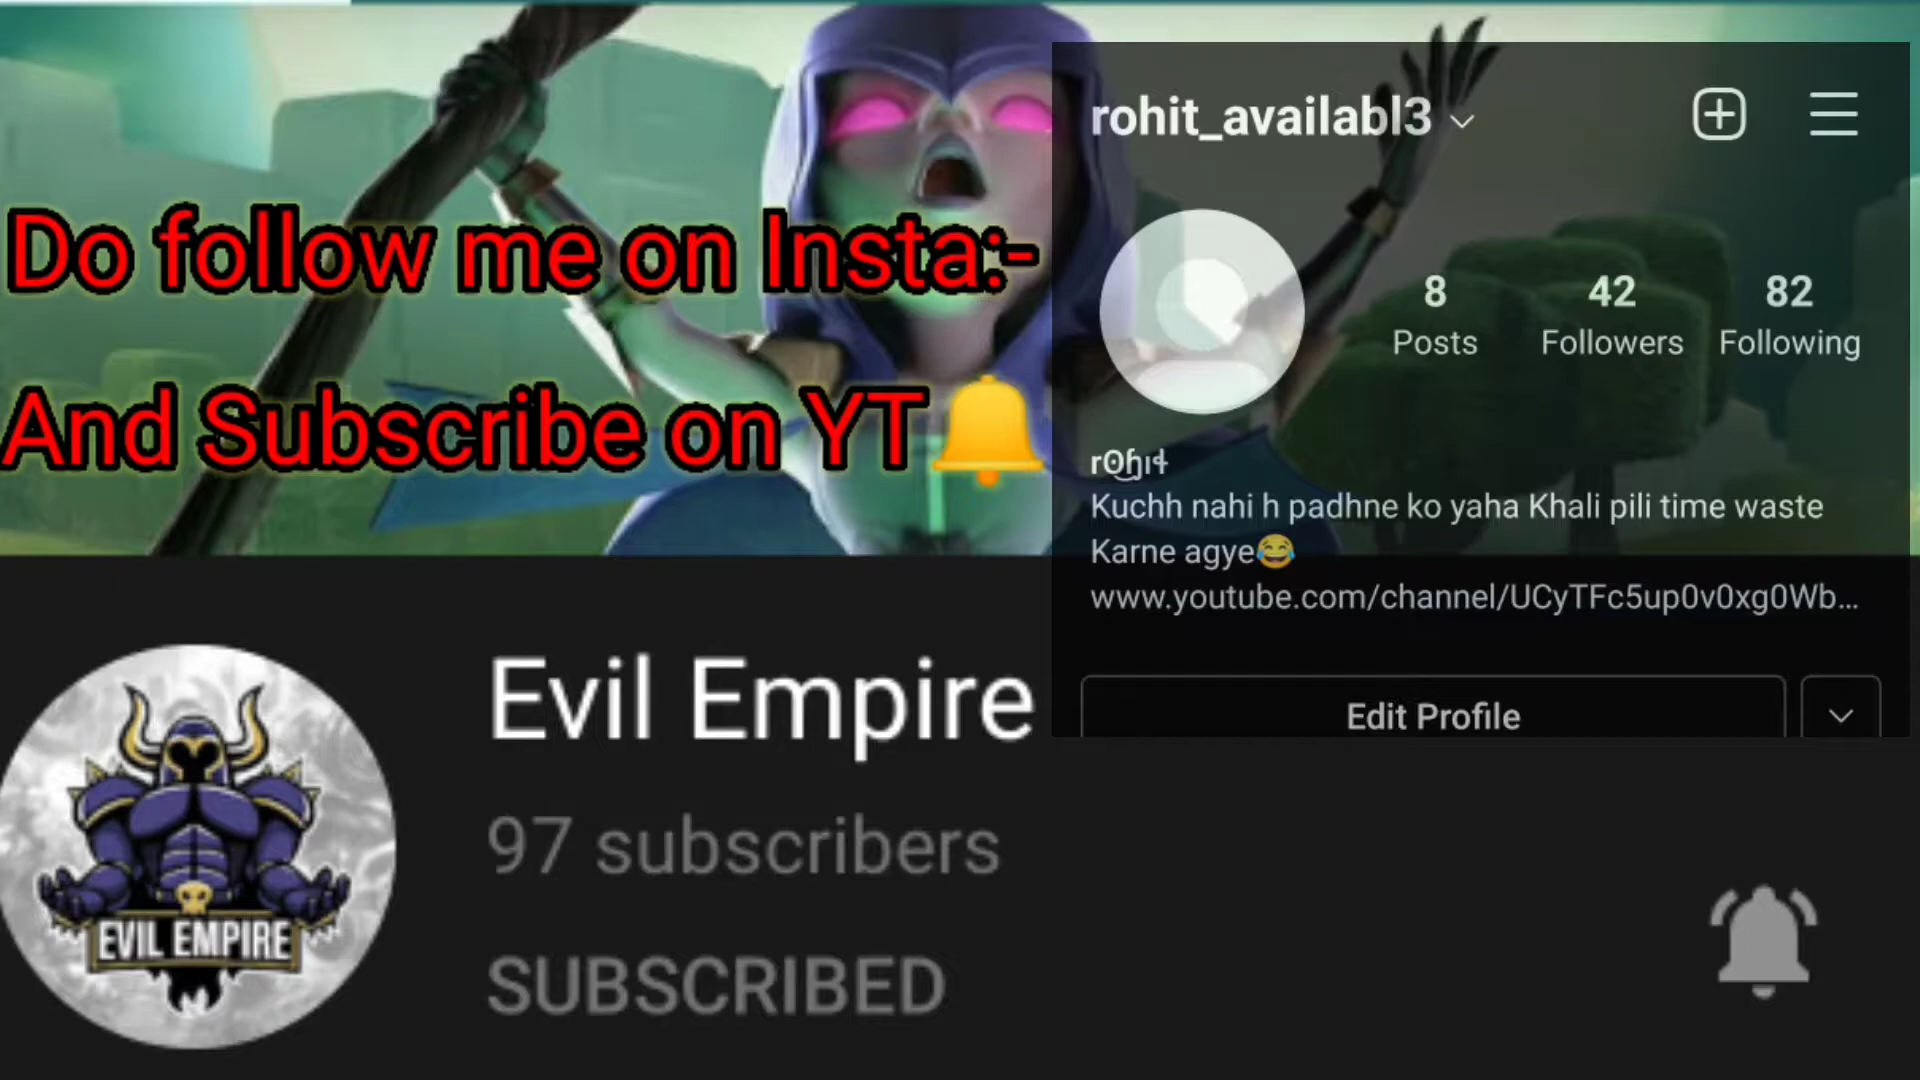 Do follow me on Insta:-
And Subscribe on YT🔔
rohit_availabl3
8 Posts
42 Followers
82 Following
Kuchh nahi h padhne ko yaha Khali pili time waste
Karne agye😂
www.youtube.com/channel/UCyTFc5up0v0xg0Wb...
Edit Profile
Evil Empire
97 subscribers
SUBSCRIBED
EVIL EMPIRE